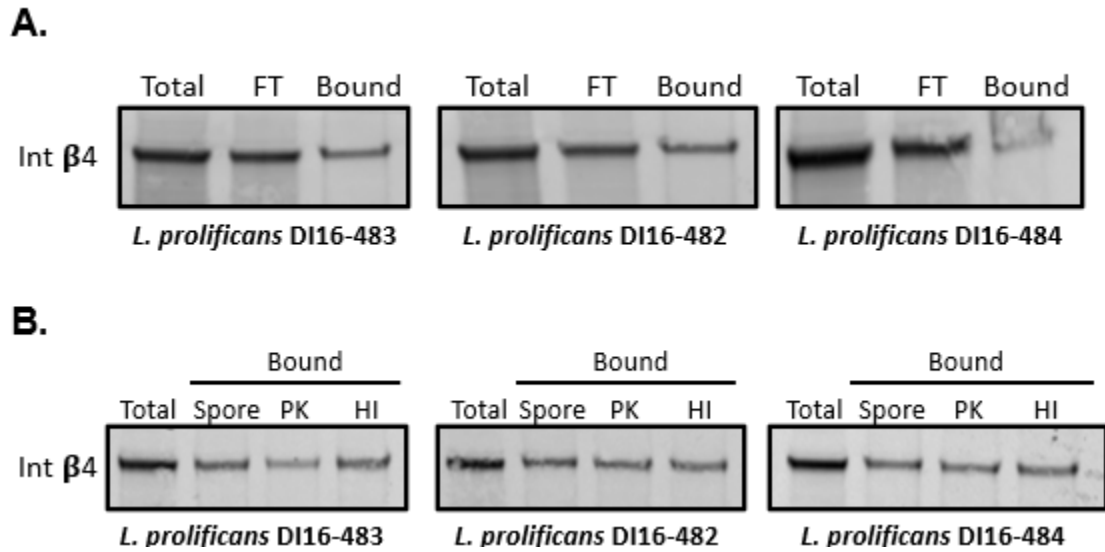 A.
Total FT Bound Total FT Bound Total FT Bound
Int β4
L. prolificans DI16-483 L. prolificans DI16-482 L. prolificans DI16-484
B.
Bound Bound Bound
Total Spore PK HI Total Spore PK HI Total Spore PK HI
Int β4
L. prolificans DI16-483 L. prolificans DI16-482 L. prolificans DI16-484